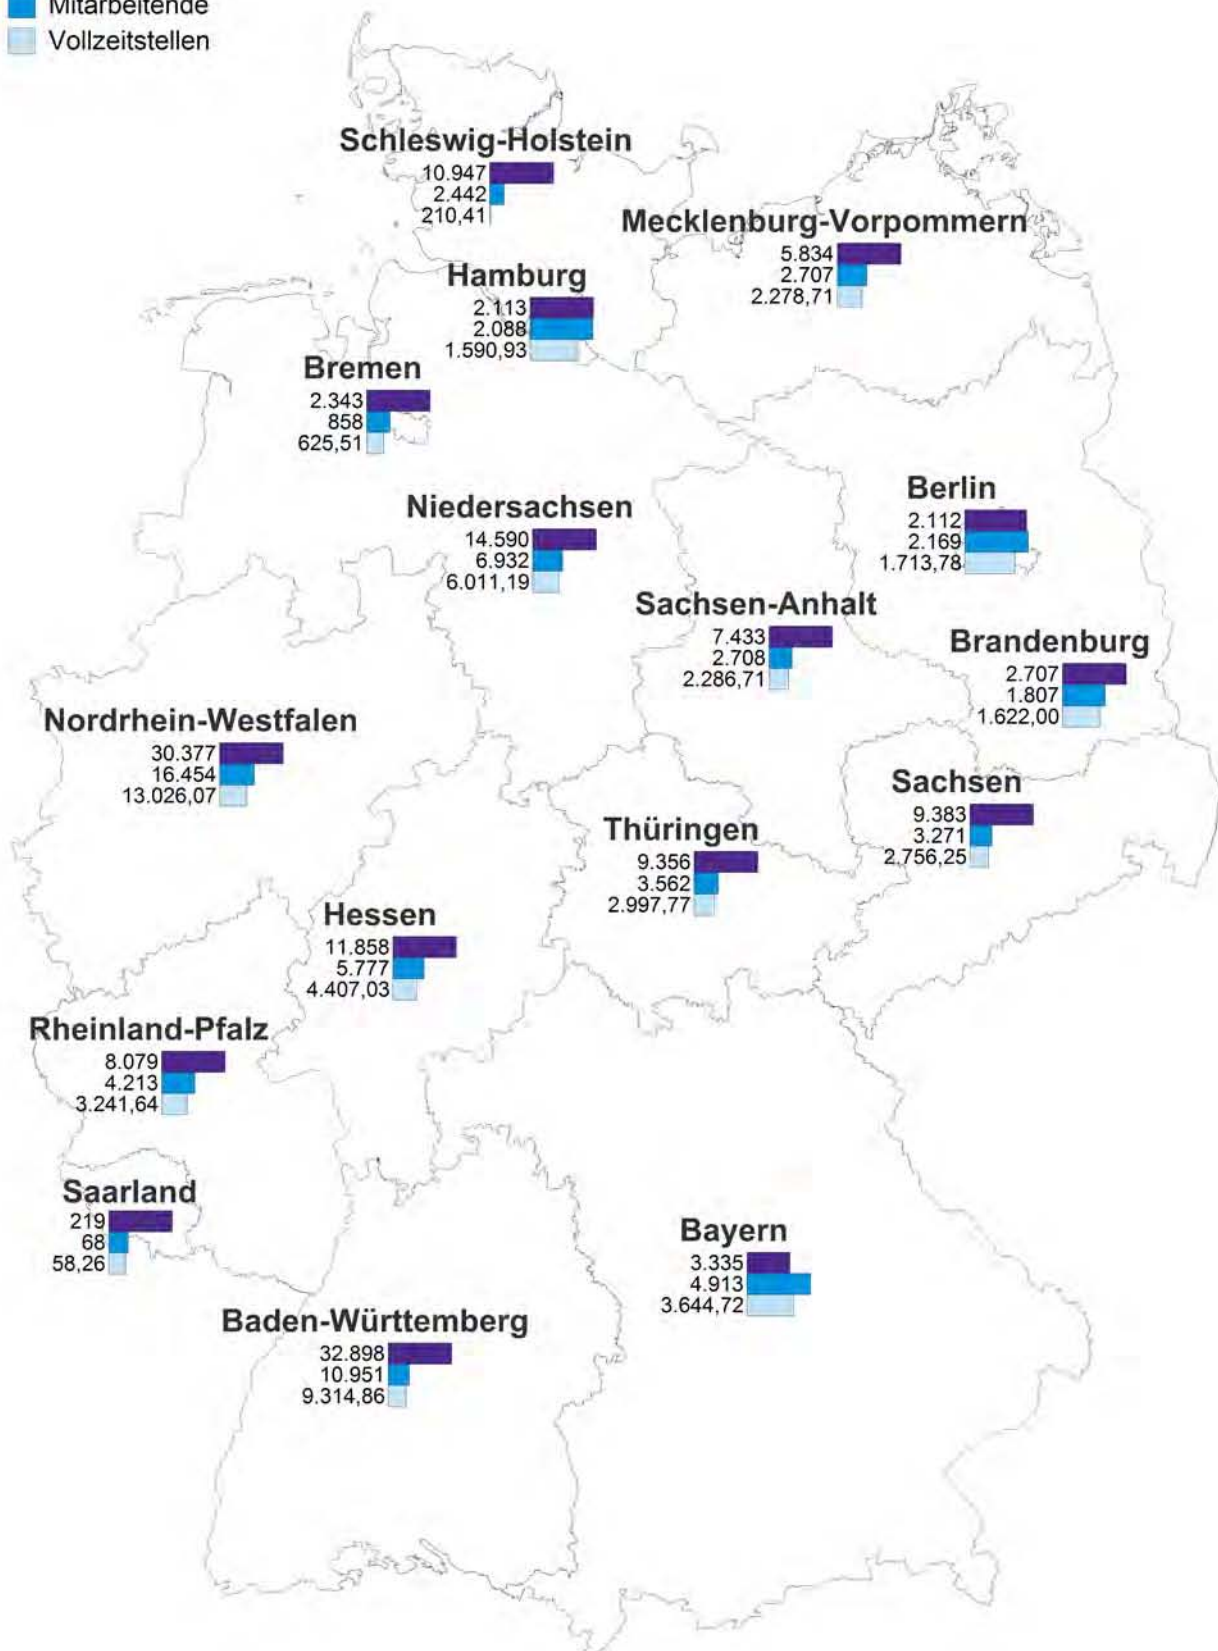 Mitarbeitende
Vollzeitstellen
Schleswig-Holstein
10.947
2.442
210,41
Mecklenburg-Vorpommern
5.834
2.707
2.278,71
Hamburg
2.113
2.088
1.590,93
Bremen
2.343
858
625,51
Niedersachsen
14.590
6.932
6.011,19
Berlin
2.112
2.169
1.713,78
Sachsen-Anhalt
7.433
2.708
2.286,71
Brandenburg
2.707
1.807
1.622,00
Nordrhein-Westfalen
30.377
16.454
13.026,07
Sachsen
9.383
3.271
2.756,25
Thüringen
9.356
3.562
2.997,77
Hessen
11.858
5.777
4.407,03
Rheinland-Pfalz
8.079
4.213
3.241,64
Saarland
219
68
58,26
Bayern
3.335
4.913
3.644,72
Baden-Württemberg
32.898
10.951
9.314,86